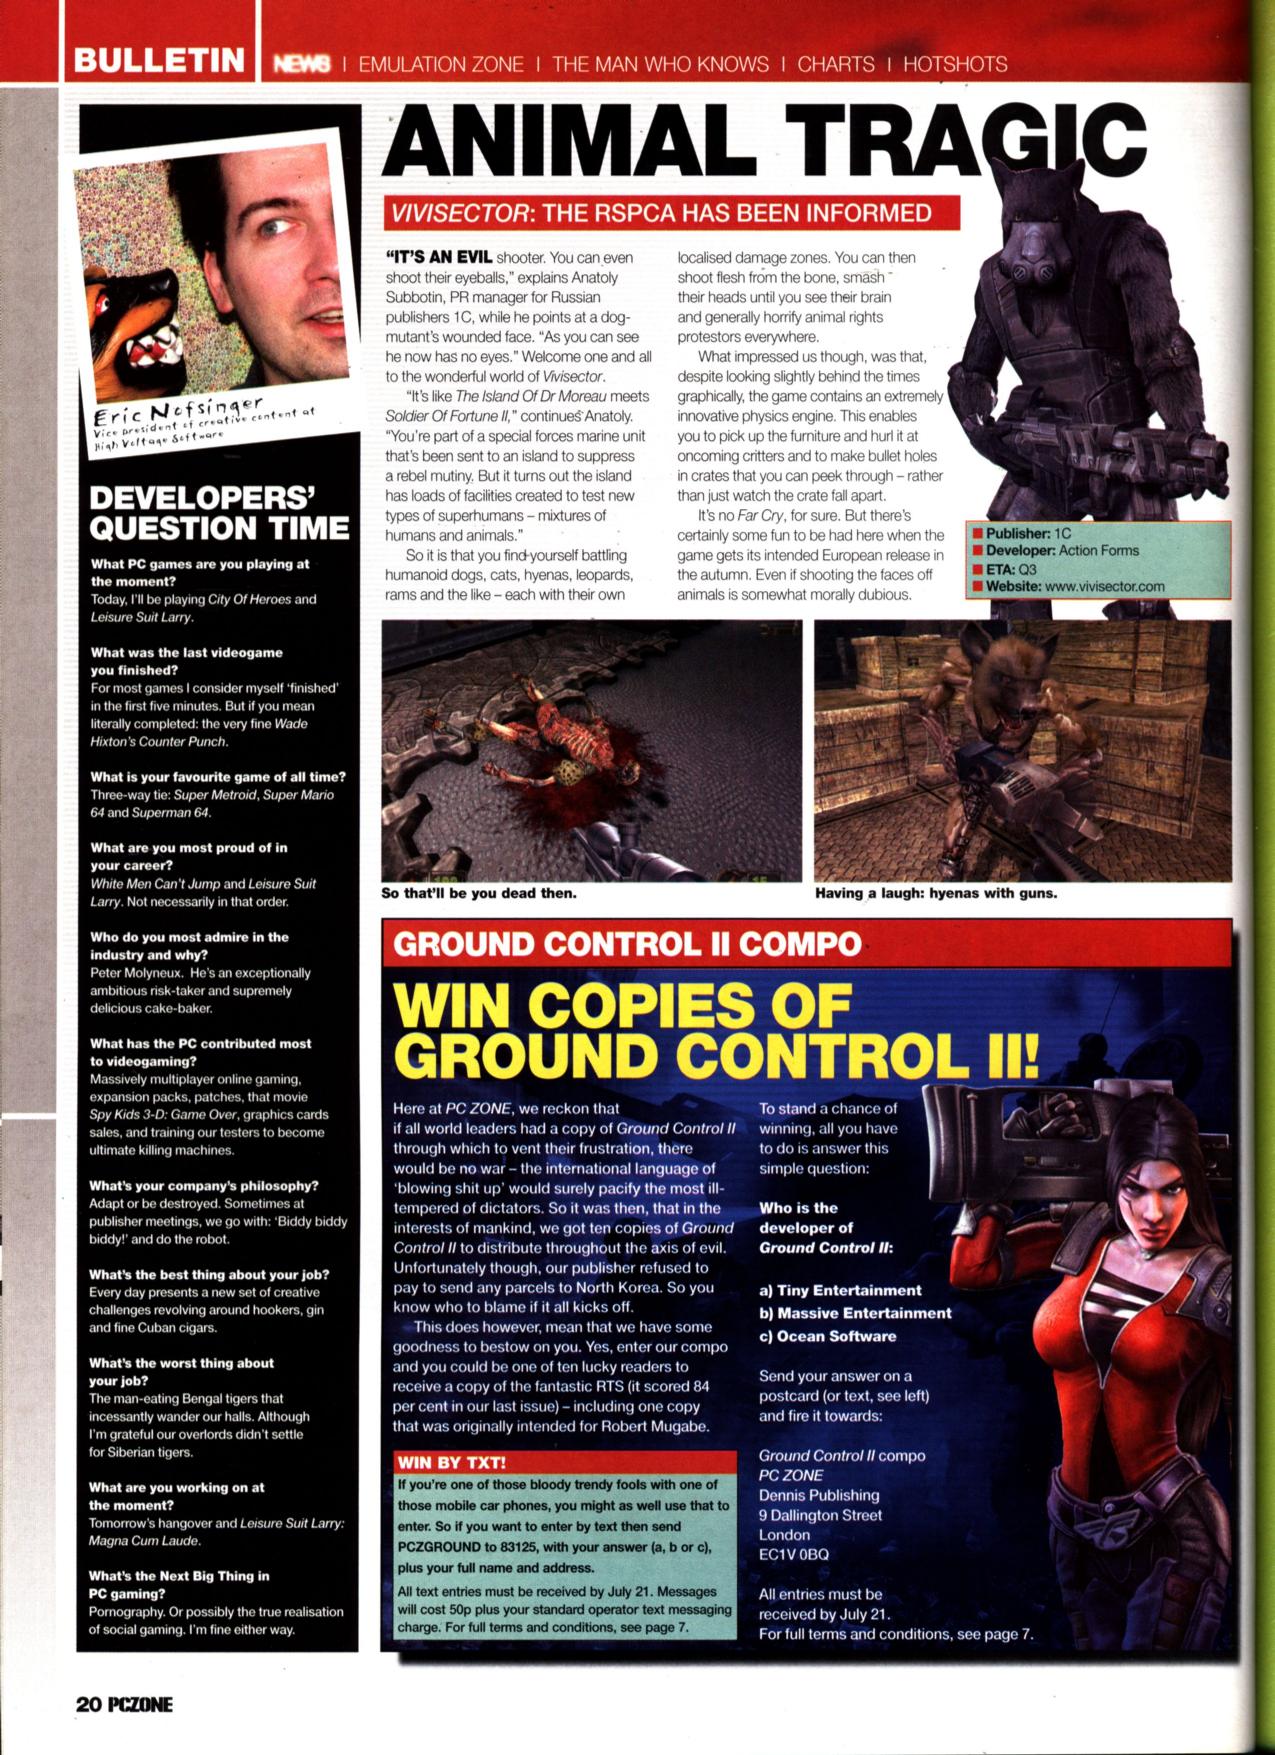 BULLETIN
NEWS | EMULATION ZONE | THE MAN WHO KNOWS | CHARTS | HOTSHOTS
Eric Nofsinger
Vice president of creative content at
High Voltage Software
DEVELOPERS'
QUESTION TIME
What PC games are you playing at
the moment?
Today, I'll be playing City Of Heroes and
Leisure Suit Larry.
What was the last videogame
you finished?
For most games I consider myself 'finished'
in the first five minutes. But if you mean
literally completed: the very fine Wade
Hixton's Counter Punch.
What is your favourite game of all time?
Three-way tie: Super Metroid, Super Mario
64 and Superman 64.
What are you most proud of in
your career?
White Men Can't Jump and Leisure Suit
Larry. Not necessarily in that order.
Who do you most admire in the
industry and why?
Peter Molyneux. He's an exceptionally
ambitious risk-taker and supremely
delicious cake-baker.
What has the PC contributed most
to videogaming?
Massively multiplayer online gaming,
expansion packs, patches, that movie
Spy Kids 3-D: Game Over, graphics cards
sales, and training our testers to become
ultimate killing machines.
What's your company's philosophy?
Adapt or be destroyed. Sometimes at
publisher meetings, we go with: 'Biddy biddy
biddy!' and do the robot.
What's the best thing about your job?
Every day presents a new set of creative
challenges revolving around hookers, gin
and fine Cuban cigars.
What's the worst thing about
your job?
The man-eating Bengal tigers that
incessantly wander our halls. Although
I'm grateful our overlords didn't settle
for Siberian tigers.
What are you working on at
the moment?
Tomorrow's hangover and Leisure Suit Larry:
Magna Cum Laude.
What's the Next Big Thing in
PC gaming?
Pornography. Or possibly the true realisation
of social gaming. I'm fine either way.
ANIMAL TRAGIC
VIVISECTOR: THE RSPCA HAS BEEN INFORMED
"IT'S AN EVIL shooter. You can even
shoot their eyeballs," explains Anatoly
Subbotin, PR manager for Russian
publishers 1C, while he points at a dog-
mutant's wounded face. "As you can see
he now has no eyes." Welcome one and all
to the wonderful world of Vivisector.
"It's like The Island Of Dr Moreau meets
Soldier Of Fortune II," continues Anatoly.
"You're part of a special forces marine unit
that's been sent to an island to suppress
a rebel mutiny. But it turns out the island
has loads of facilities created to test new
types of superhumans – mixtures of
humans and animals."
So it is that you find yourself battling
humanoid dogs, cats, hyenas, leopards,
rams and the like – each with their own
localised damage zones. You can then
shoot flesh from the bone, smash
their heads until you see their brain
and generally horrify animal rights
protestors everywhere.
What impressed us though, was that,
despite looking slightly behind the times
graphically, the game contains an extremely
innovative physics engine. This enables
you to pick up the furniture and hurl it at
oncoming critters and to make bullet holes
in crates that you can peek through – rather
than just watch the crate fall apart.
It's no Far Cry, for sure. But there's
certainly some fun to be had here when the
game gets its intended European release in
the autumn. Even if shooting the faces off
animals is somewhat morally dubious.
Publisher: 1C
Developer: Action Forms
ETA: Q3
Website: www.vivisector.com
So that'll be you dead then.
Having a laugh: hyenas with guns.
GROUND CONTROL II COMPO
WIN COPIES OF
GROUND CONTROL II!
Here at PC ZONE, we reckon that
if all world leaders had a copy of Ground Control II
through which to vent their frustration, there
would be no war – the international language of
'blowing shit up' would surely pacify the most ill-
tempered of dictators. So it was then, that in the
interests of mankind, we got ten copies of Ground
Control II to distribute throughout the axis of evil.
Unfortunately though, our publisher refused to
pay to send any parcels to North Korea. So you
know who to blame if it all kicks off.
This does however, mean that we have some
goodness to bestow on you. Yes, enter our compo
and you could be one of ten lucky readers to
receive a copy of the fantastic RTS (it scored 84
per cent in our last issue) – including one copy
that was originally intended for Robert Mugabe.
WIN BY TXT!
If you're one of those bloody trendy fools with one of
those mobile car phones, you might as well use that to
enter. So if you want to enter by text then send
PCZGROUND to 83125, with your answer (a, b or c),
plus your full name and address.
All text entries must be received by July 21. Messages
will cost 50p plus your standard operator text messaging
charge. For full terms and conditions, see page 7.
To stand a chance of
winning, all you have
to do is answer this
simple question:
Who is the
developer of
Ground Control II:
a) Tiny Entertainment
b) Massive Entertainment
c) Ocean Software
Send your answer on a
postcard (or text, see left)
and fire it towards:
Ground Control II compo
PC ZONE
Dennis Publishing
9 Dallington Street
London
EC1V 0BQ
All entries must be
received by July 21.
For full terms and conditions, see page 7.
20 PCZONE